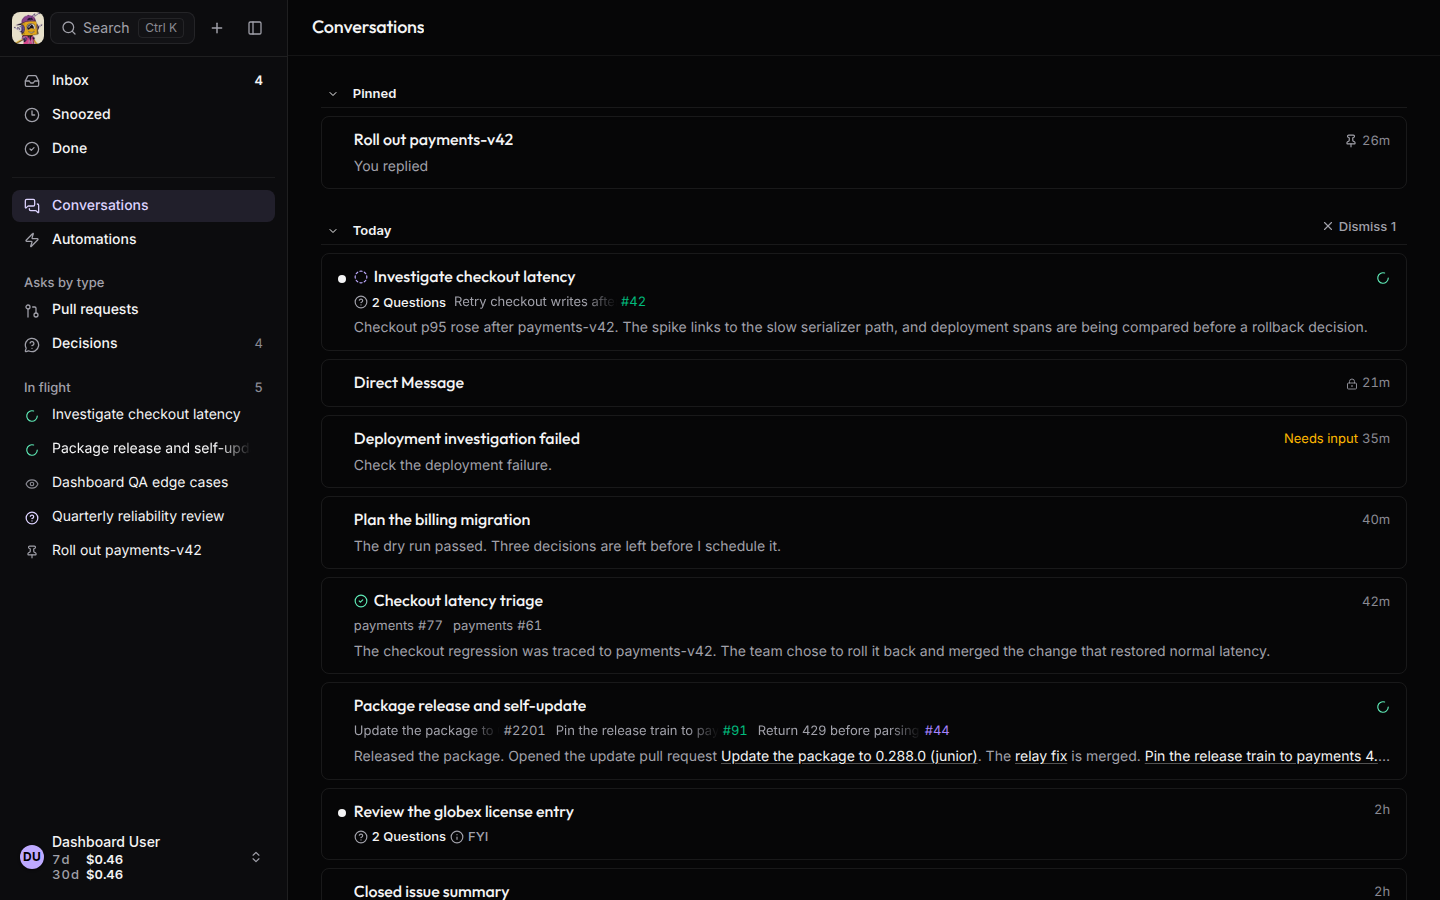 Search Ctrl K
Inbox 4
Snoozed
Done
Conversations
Automations
Asks by type
Pull requests
Decisions 4
In flight 5
Investigate checkout latency
Package release and self-upd
Dashboard QA edge cases
Quarterly reliability review
Roll out payments-v42
DU
Dashboard User
7d $0.46
30d $0.46
Conversations
Pinned
Roll out payments-v42 26m
You replied
Today Dismiss 1
Investigate checkout latency
2 Questions Retry checkout writes afte #42
Checkout p95 rose after payments-v42. The spike links to the slow serializer path, and deployment spans are being compared before a rollback decision.
Direct Message 21m
Deployment investigation failed Needs input 35m
Check the deployment failure.
Plan the billing migration 40m
The dry run passed. Three decisions are left before I schedule it.
Checkout latency triage 42m
payments #77 payments #61
The checkout regression was traced to payments-v42. The team chose to roll it back and merged the change that restored normal latency.
Package release and self-update
Update the package to #2201 Pin the release train to pay #91 Return 429 before parsing #44
Released the package. Opened the update pull request Update the package to 0.288.0 (junior). The relay fix is merged. Pin the release train to payments 4....
Review the globex license entry 2h
2 Questions FYI
Closed issue summary 2h